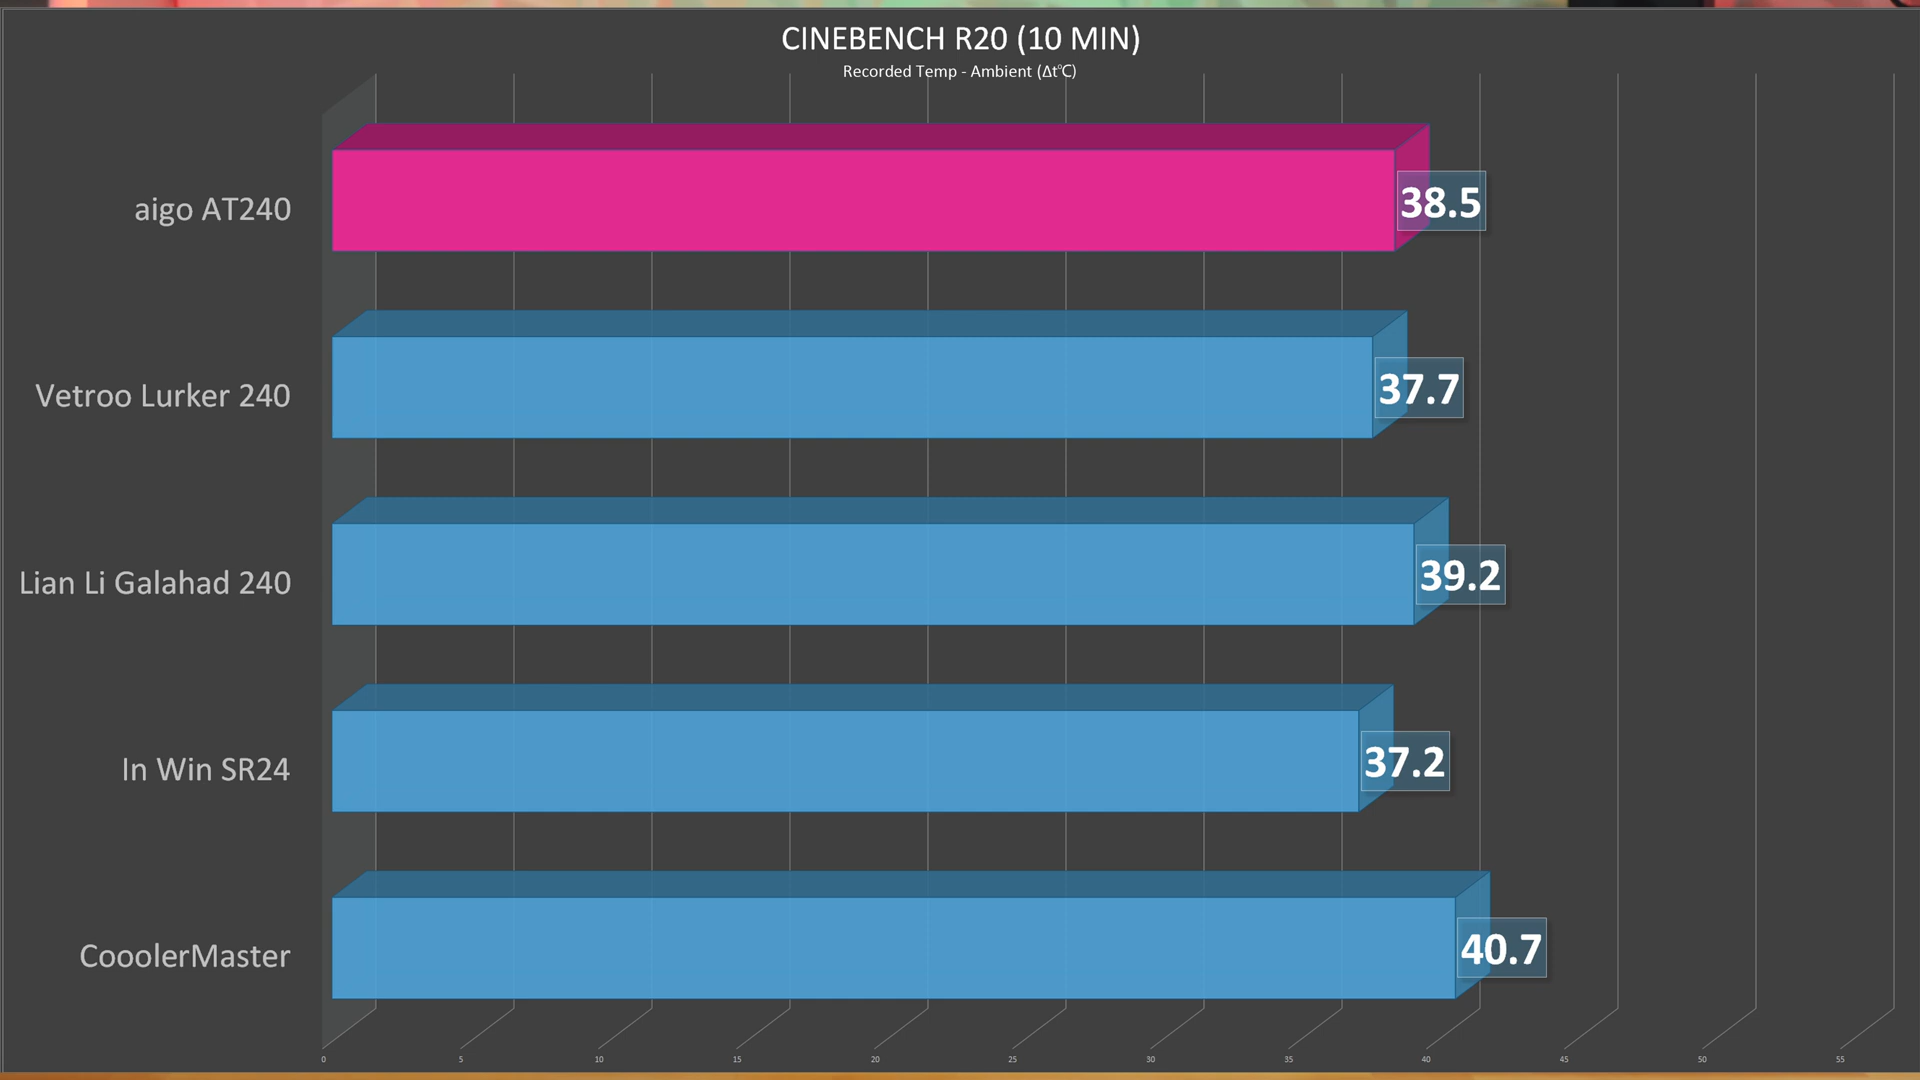 CINEBENCH R20 (10 MIN)
Recorded Temp - Ambient (Δt℃)
aigo AT240
38.5
Vetroo Lurker 240
37.7
Lian Li Galahad 240
39.2
In Win SR24
37.2
CooolerMaster
40.7
0 5 10 15 20 25 30 35 40 45 50 55